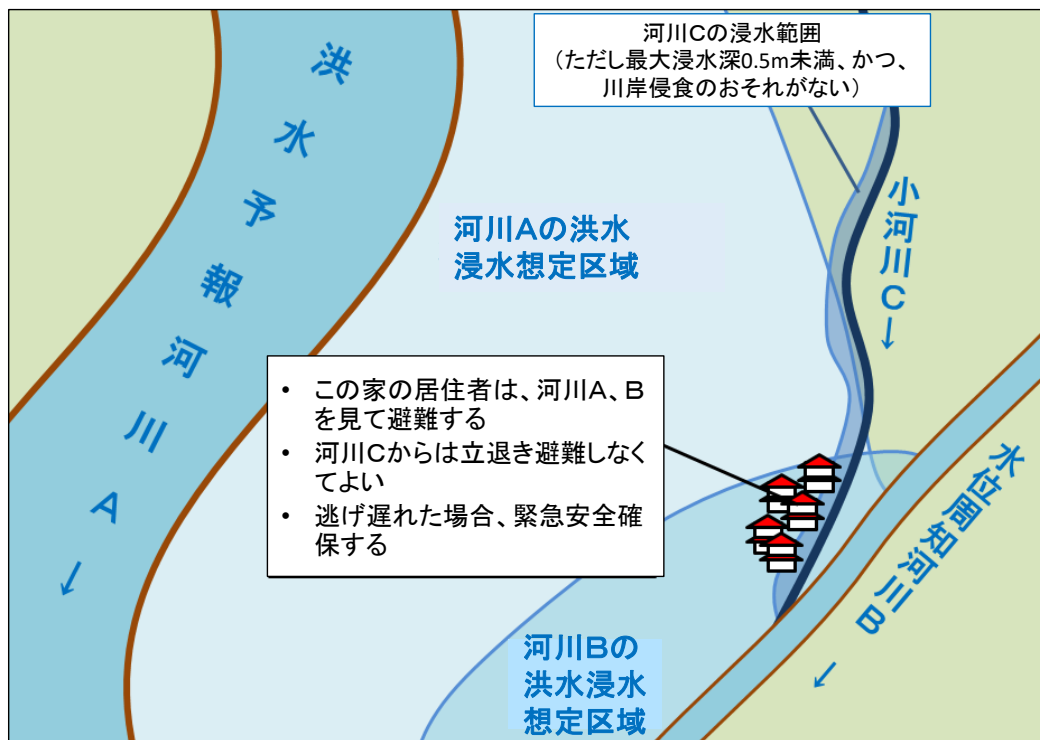 河川Cの浸水範囲
(ただし最大浸水深0.5m未満、かつ、
川岸侵食のおそれがない)
洪水予報河川A→
河川Aの洪水
浸水想定区域
小河川C→
• この家の居住者は、河川A、B
を見て避難する
• 河川Cからは立退き避難しなく
てよい
• 逃げ遅れた場合、緊急安全確
保する
水位周知河川B→
河川Bの
洪水浸水
想定区域